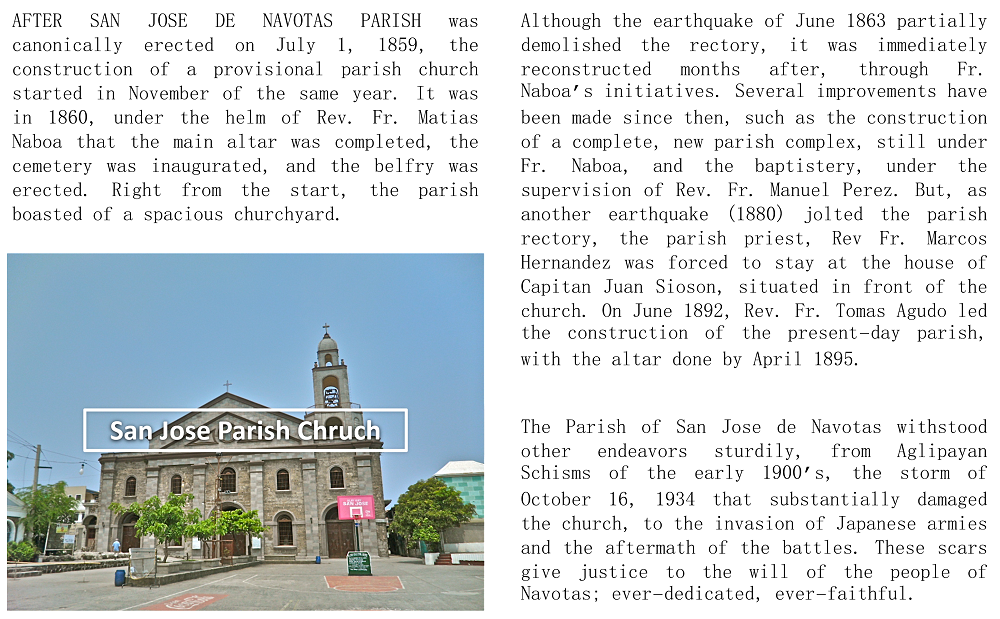 AFTER SAN JOSE DE NAVOTAS PARISH was
canonically erected on July 1, 1859, the
construction of a provisional parish church
started in November of the same year. It was
in 1860, under the helm of Rev. Fr. Matias
Naboa that the main altar was completed, the
cemetery was inaugurated, and the belfry was
erected. Right from the start, the parish
boasted of a spacious churchyard.
San Jose Parish Chruch
Although the earthquake of June 1863 partially
demolished the rectory, it was immediately
reconstructed months after, through Fr.
Naboa's initiatives. Several improvements have
been made since then, such as the construction
of a complete, new parish complex, still under
Fr. Naboa, and the baptistery, under the
supervision of Rev. Fr. Manuel Perez. But, as
another earthquake (1880) jolted the parish
rectory, the parish priest, Rev Fr. Marcos
Hernandez was forced to stay at the house of
Capitan Juan Sioson, situated in front of the
church. On June 1892, Rev. Fr. Tomas Agudo led
the construction of the present-day parish,
with the altar done by April 1895.
The Parish of San Jose de Navotas withstood
other endeavors sturdily, from Aglipayan
Schisms of the early 1900's, the storm of
October 16, 1934 that substantially damaged
the church, to the invasion of Japanese armies
and the aftermath of the battles. These scars
give justice to the will of the people of
Navotas; ever-dedicated, ever-faithful.